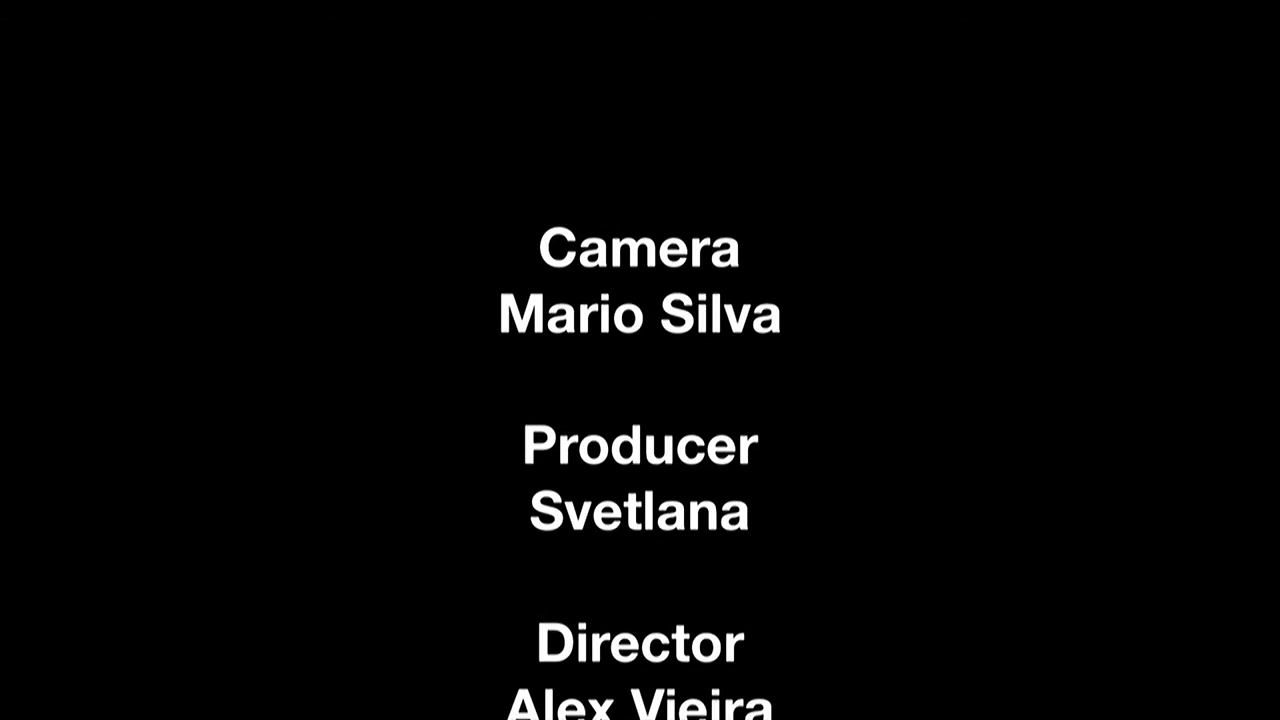 Camera
Mario Silva
Producer
Svetlana
Director
Alex Vieira